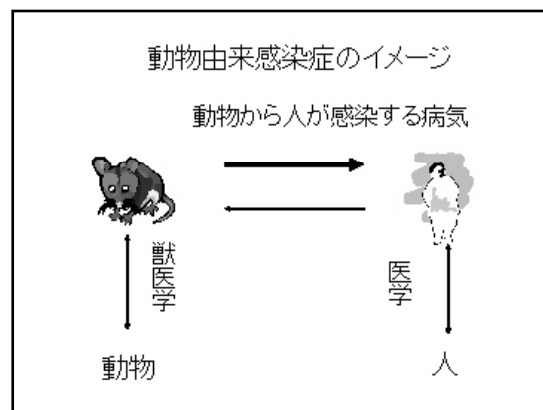 動物由来感染症のイメージ
動物から人が感染する病気
獣医学
医学
動物
人